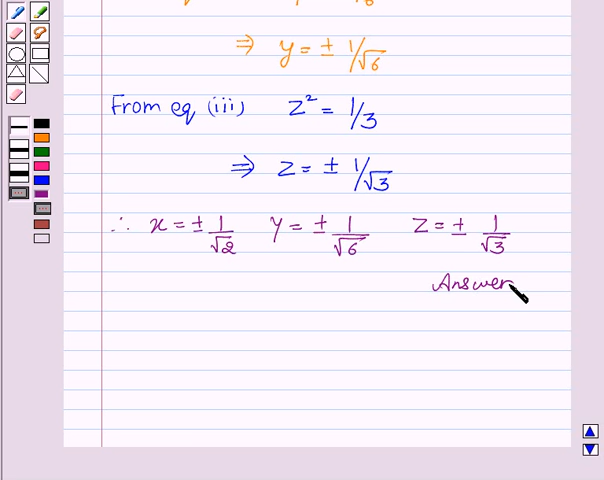 ⇒ y = ± 1/√6
From eq (iii) z² = 1/3
⇒ z = ± 1/√3
∴ x = ± 1/√2 y = ± 1/√6 z = ± 1/√3
Answer